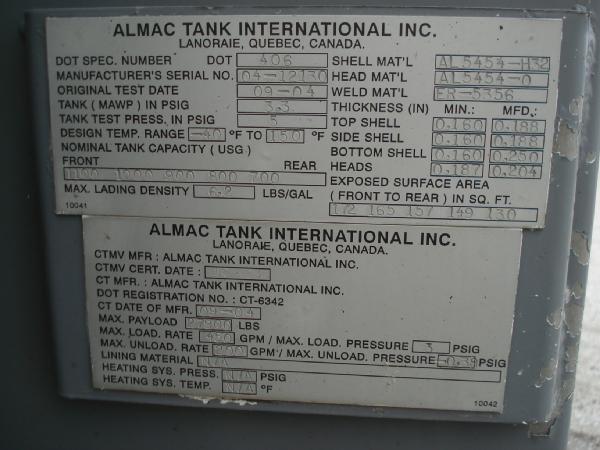 ALMAC TANK INTERNATIONAL INC.
LANORAIE, QUEBEC, CANADA.
DOT SPEC. NUMBER DOT 406
MANUFACTURER'S SERIAL NO. 04-12130
ORIGINAL TEST DATE 09-04
TANK ( MAWP ) IN PSIG 3.3
TANK TEST PRESS. IN PSIG 5
DESIGN TEMP. RANGE -40 °F TO 150 °F
NOMINAL TANK CAPACITY ( USG )
FRONT REAR
1100 1000 900 800 700
MAX. LADING DENSITY 6.2 LBS/GAL
10041
SHELL MAT'L AL5454-H32
HEAD MAT'L AL5454-0
WELD MAT'L ER-5356
THICKNESS (IN) MIN.: MFD.:
TOP SHELL 0.160 0.188
SIDE SHELL 0.160 0.188
BOTTOM SHELL 0.160 0.250
HEADS 0.187 0.204
EXPOSED SURFACE AREA
( FRONT TO REAR ) IN SQ. FT.
172 165 157 149 130
ALMAC TANK INTERNATIONAL INC.
LANORAIE, QUEBEC, CANADA.
CTMV MFR : ALMAC TANK INTERNATIONAL INC.
CTMV CERT. DATE :
CT MFR. : ALMAC TANK INTERNATIONAL INC.
DOT REGISTRATION NO. : CT-6342
CT DATE OF MFR. 09-04
MAX. PAYLOAD 27900 LBS
MAX. LOAD. RATE 450 GPM / MAX. LOAD. PRESSURE 3 PSIG
MAX. UNLOAD. RATE 200 GPM / MAX. UNLOAD. PRESSURE -0.39 PSIG
LINING MATERIAL N/A
HEATING SYS. PRESS. N/A PSIG
HEATING SYS. TEMP. N/A °F
10042